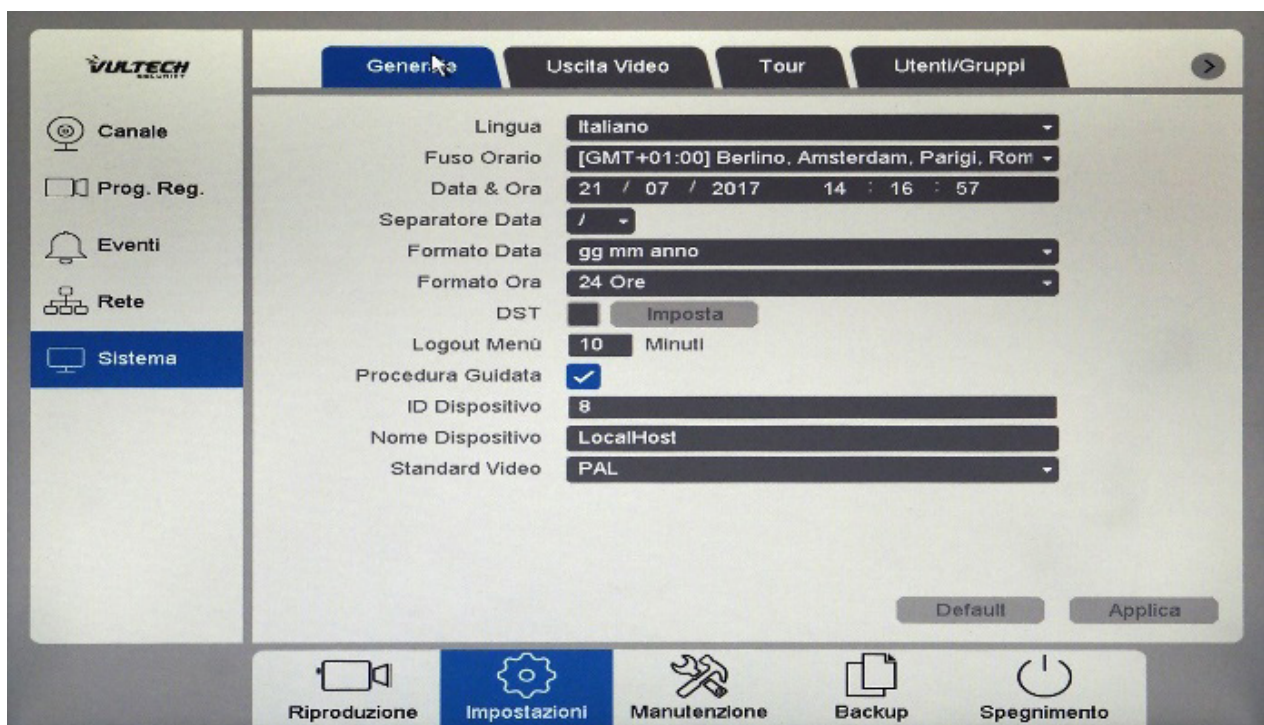 VULTECH
SECURITY
Canale
Prog. Reg.
Eventi
Rete
Sistema
Uscita Video
Tour
Utenti/Gruppi
>
Lingua Italiano
Fuso Orario [GMT+01:00] Berlino, Amsterdam, Parigi, Rom
Data & Ora 21 / 07 / 2017 14 : 16 : 57
Separatore Data /
Formato Data gg mm anno
Formato Ora 24 Ore
DST Imposta
Logout Menù 10 Minuti
Procedura Guidata
ID Dispositivo 8
Nome Dispositivo LocalHost
Standard Video PAL
Default Applica
Riproduzione Impostazioni Manutenzione Backup Spegnimento